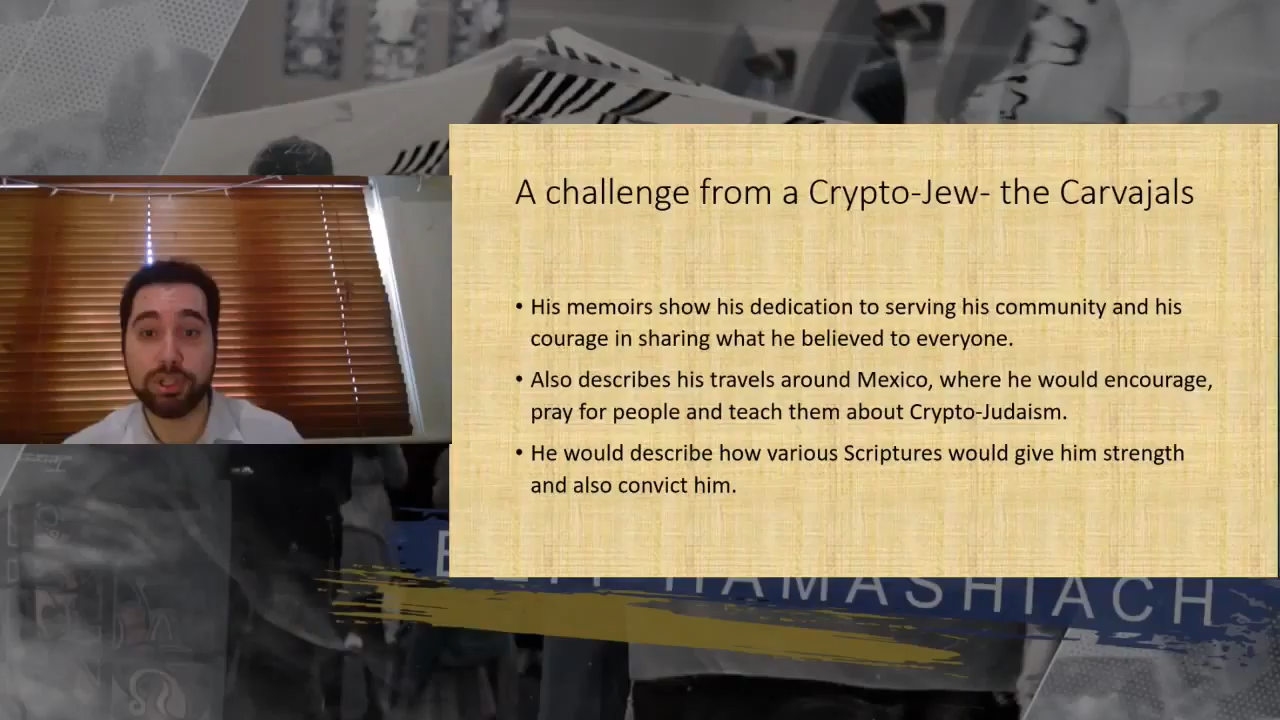 A challenge from a Crypto-Jew- the Carvajals
• His memoirs show his dedication to serving his community and his
courage in sharing what he believed to everyone.
• Also describes his travels around Mexico, where he would encourage,
pray for people and teach them about Crypto-Judaism.
• He would describe how various Scriptures would give him strength
and also convict him.
HAMASHIACH